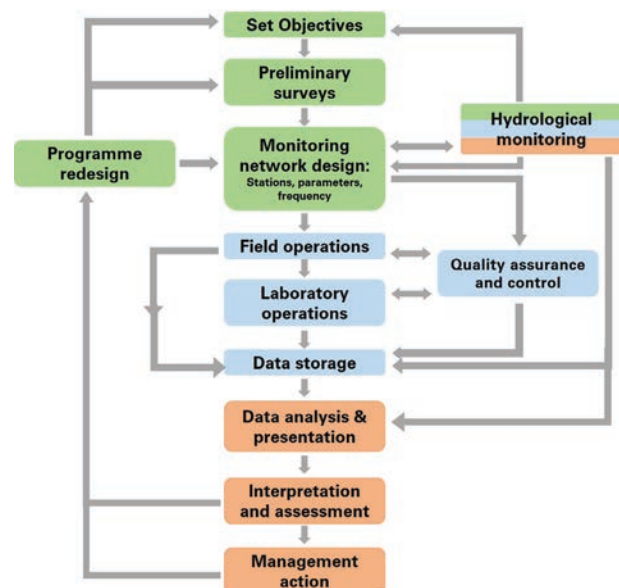 Set Objectives
Preliminary
surveys
Hydrological
monitoring
Programme
redesign
Monitoring
network design:
Stations, parameters,
frequency
Field operations
Quality assurance
and control
Laboratory
operations
Data storage
Data analysis &
presentation
Interpretation
and assessment
Management
action